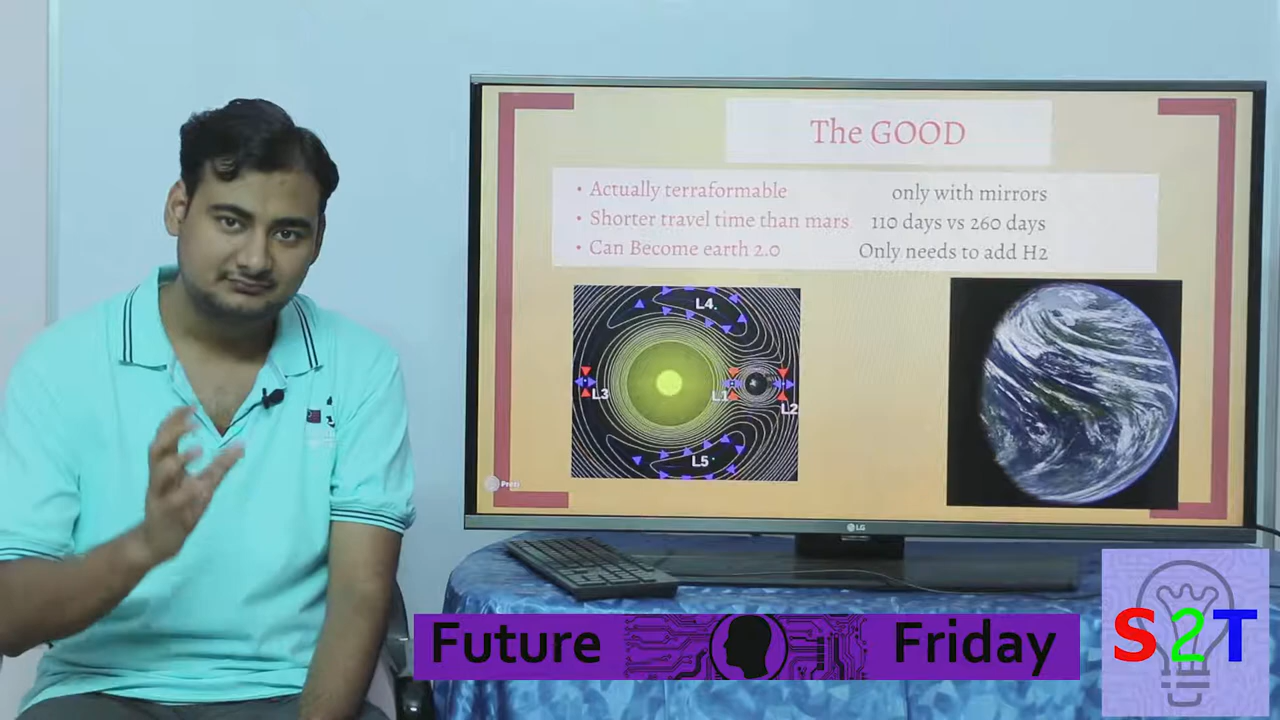 The GOOD
• Actually terraformable only with mirrors
• Shorter travel time than mars 110 days vs 260 days
• Can Become earth 2.0 Only needs to add H2
L4
L3
L1
L2
L5
Prezi
LG
Future Friday
S2T